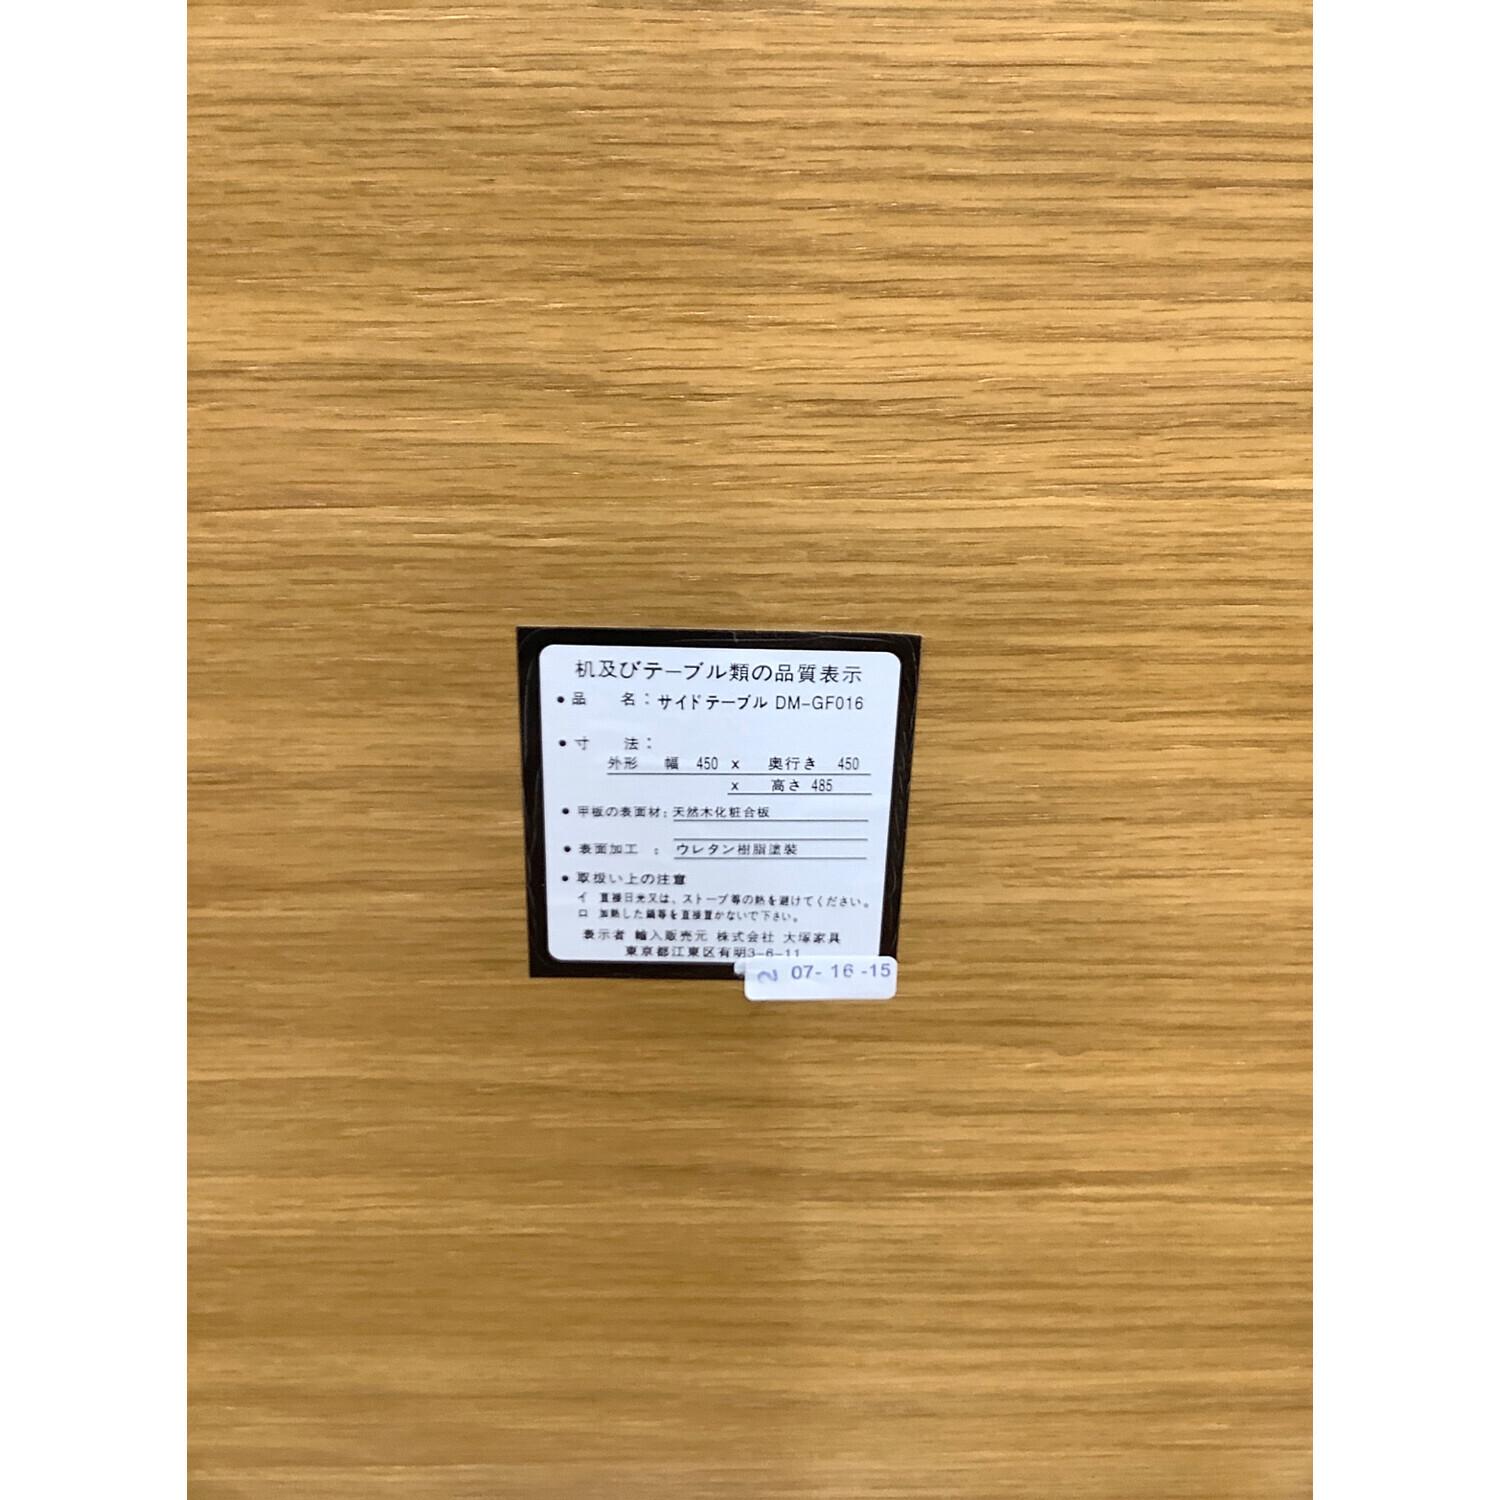 机及びテーブル類の品質表示
●品　名：サイドテーブル DM-GF016
●寸　法：
外形　幅　450　x　奥行き　450
x　高さ 485
●甲板の表面材：天然木化粧合板
●表面加工　：　ウレタン樹脂塗装
●取扱い上の注意
イ　直接日光又は、ストーブ等の熱を避けてください。
ロ　加熱した鍋等を直接置かないで下さい。
表示者 輸入販売元 株式会社 大塚家具
東京都江東区有明3-6-11
2 07- 16 -15